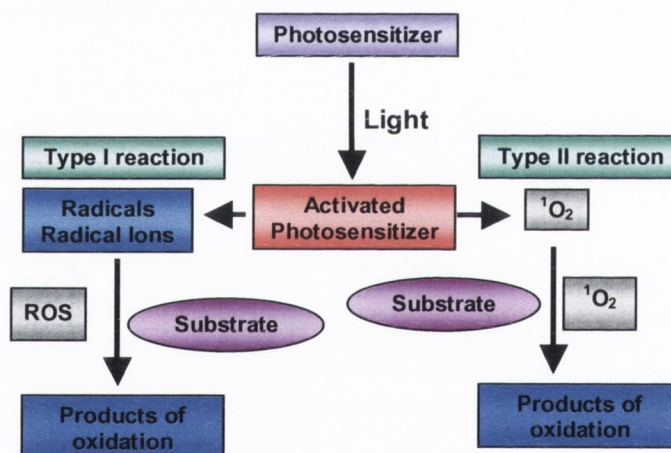 Photosensitizer
Light
Type I reaction
Type II reaction
Radicals
Radical Ions
Activated
Photosensitizer
¹O₂
ROS
Substrate
Substrate
¹O₂
Products of
oxidation
Products of
oxidation